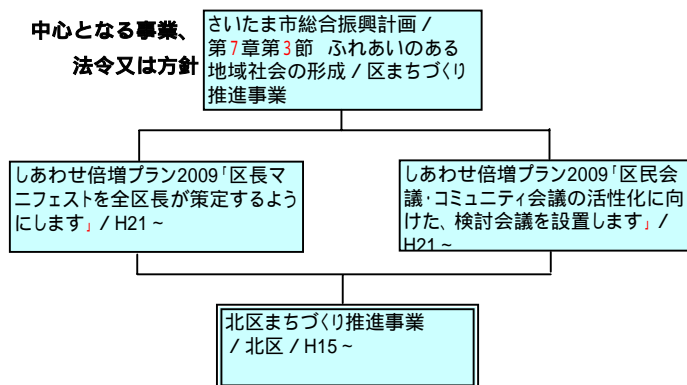 中心となる事業、
法令又は方針
さいたま市総合振興計画 /
第7章第3節 ふれあいのある
地域社会の形成 / 区まちづくり
推進事業
しあわせ倍増プラン2009「区長マ
ニフェストを全区長が策定するよう
にします」 / H21 ~
しあわせ倍増プラン2009「区民会
議・コミュニティ会議の活性化に向
けた、検討会議を設置します」 /
H21 ~
北区まちづくり推進事業
/ 北区 / H15 ~